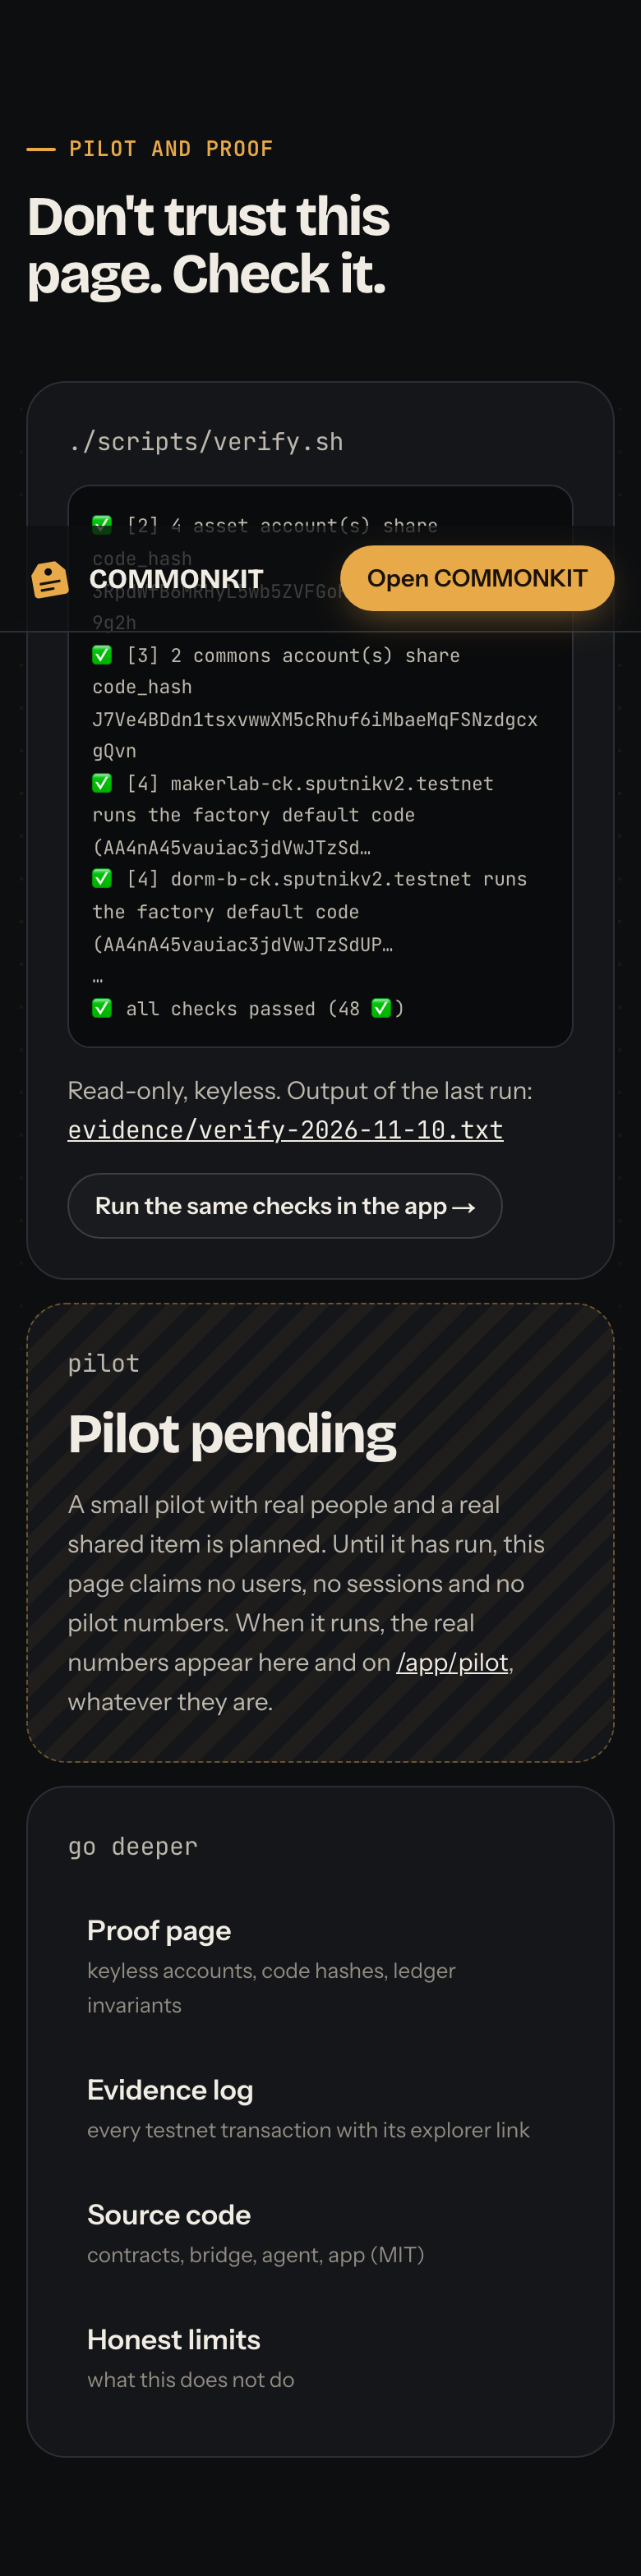 PILOT AND PROOF
Don't trust this
page. Check it.
./scripts/verify.sh
✅ [2] 4 asset account(s) share
code_hash
COMMONKIT
Open COMMONKIT
9q2h
✅ [3] 2 commons account(s) share
code_hash
J7Ve4BDdn1tsxvwwXM5cRhuf6iMbaeMqFSNzdgcx
gQvn
✅ [4] makerlab-ck.sputnikv2.testnet
runs the factory default code
(AA4nA45vauiac3jdVwJTzSd…
✅ [4] dorm-b-ck.sputnikv2.testnet runs
the factory default code
(AA4nA45vauiac3jdVwJTzSdUP…
…
✅ all checks passed (48 ✅)
Read-only, keyless. Output of the last run:
evidence/verify-2026-11-10.txt
Run the same checks in the app →
pilot
Pilot pending
A small pilot with real people and a real
shared item is planned. Until it has run, this
page claims no users, no sessions and no
pilot numbers. When it runs, the real
numbers appear here and on /app/pilot,
whatever they are.
go deeper
Proof page
keyless accounts, code hashes, ledger
invariants
Evidence log
every testnet transaction with its explorer link
Source code
contracts, bridge, agent, app (MIT)
Honest limits
what this does not do